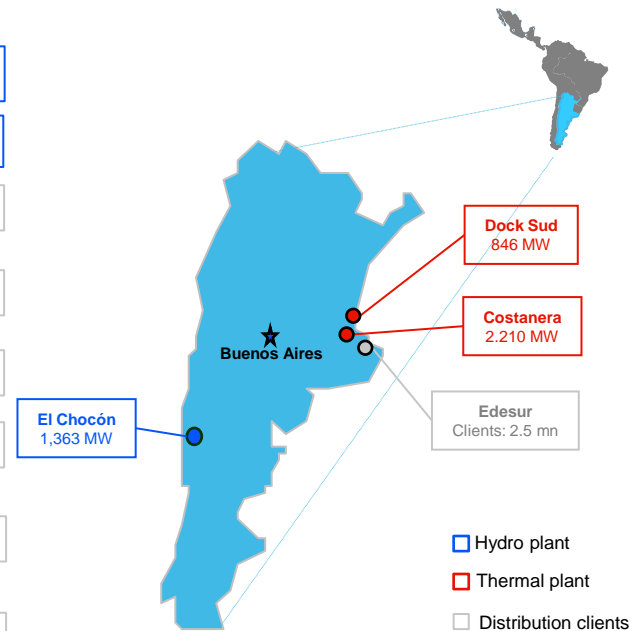 Dock Sud
846 MW
Costanera
2.210 MW
Buenos Aires
Edesur
Clients: 2.5 mn
El Chocón
1,363 MW
Hydro plant
Thermal plant
Distribution clients